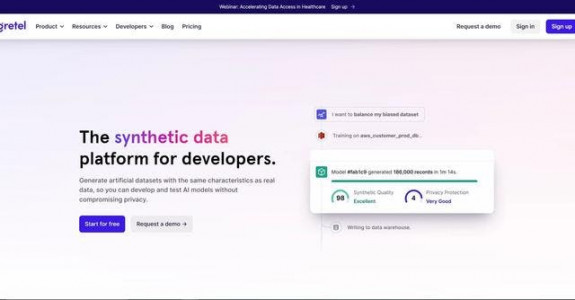 Webinar: Accelerating Data Access in Healthcare Sign up →
gretel Product Resources Developers Blog Pricing Request a demo Sign in Sign up
I want to balance my biased dataset
Training on aws_customer_prod_db..
The synthetic data
platform for developers.
Generate artificial datasets with the same characteristics as real
data, so you can develop and test AI models without
compromising privacy.
Start for free Request a demo →
Model #fab1c9 generated 186,000 records in 1m 14s.
98 Synthetic Quality
Excellent
4 Privacy Protection
Very Good
Writing to data warehouse.